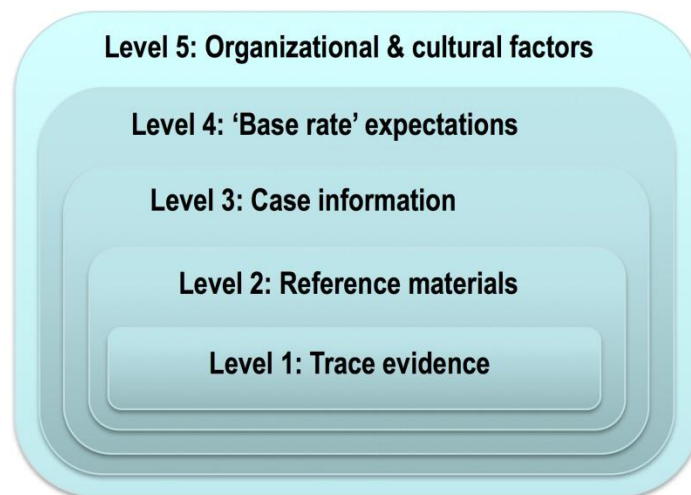 Level 5: Organizational & cultural factors
Level 4: ‘Base rate’ expectations
Level 3: Case information
Level 2: Reference materials
Level 1: Trace evidence